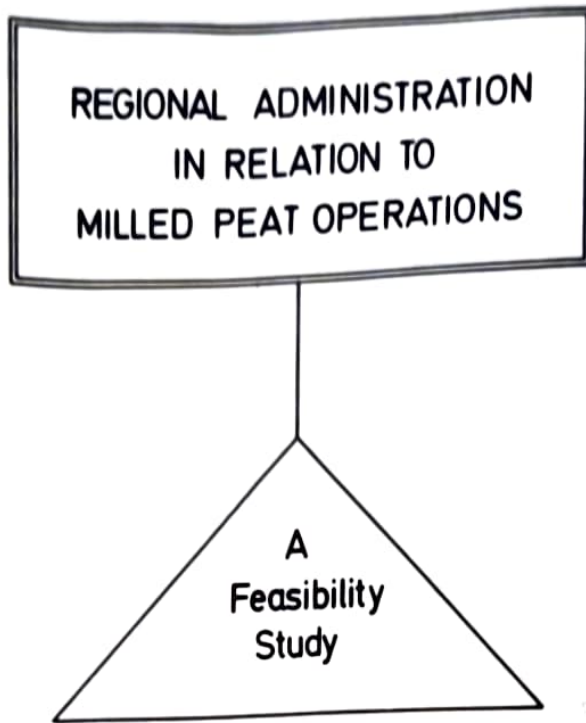 REGIONAL ADMINISTRATION
IN RELATION TO
MILLED PEAT OPERATIONS
A
Feasibility
Study